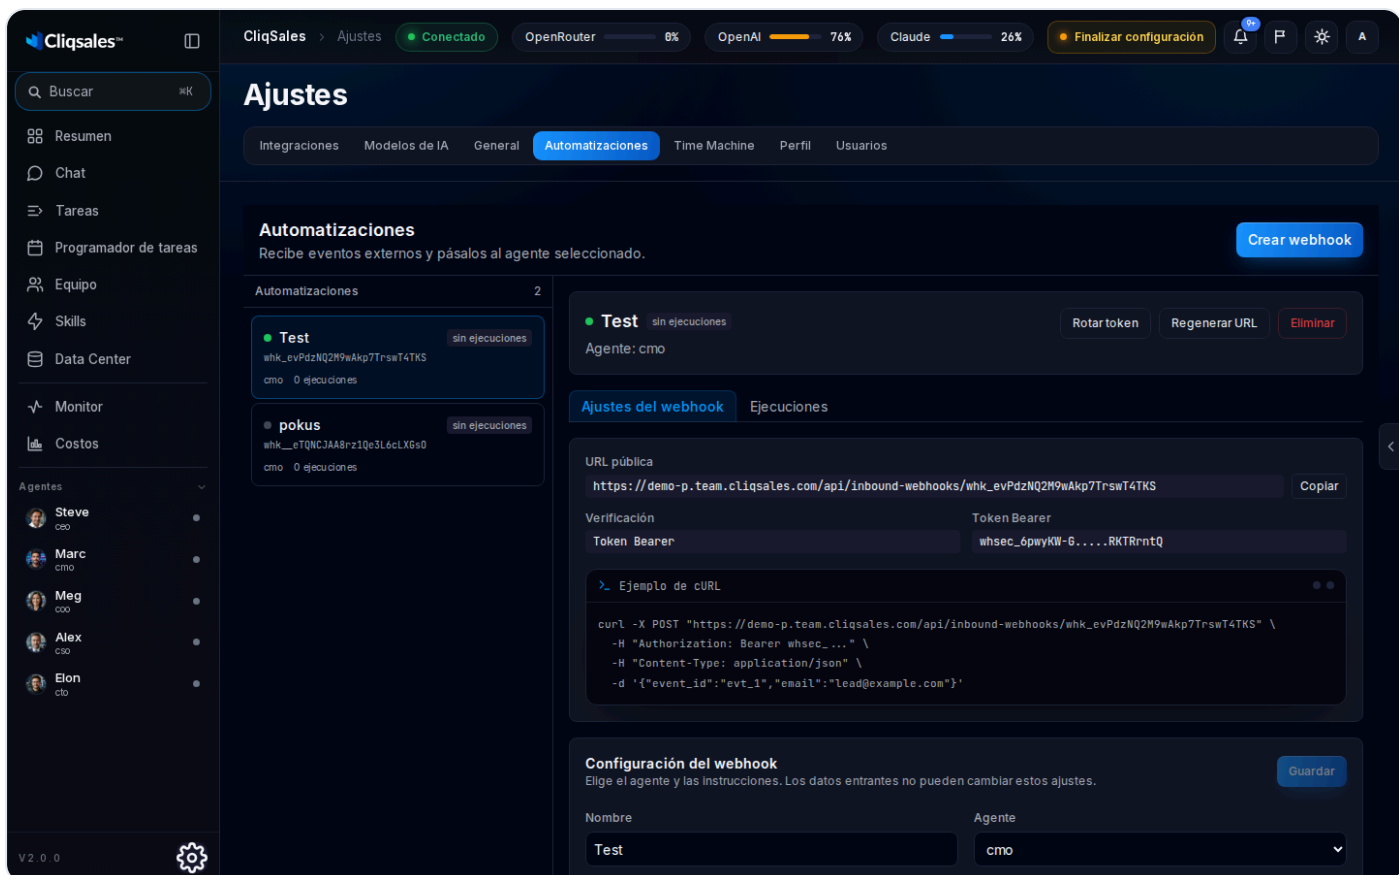 Cliqsales™
CliqSales > Ajustes
Conectado
OpenRouter 0%
OpenAI 76%
Claude 26%
Finalizar configuración
9+
A
Buscar ⌘K
Resumen
Chat
Tareas
Programador de tareas
Equipo
Skills
Data Center
Monitor
Costos
Agentes
Steve
ceo
Marc
cmo
Meg
coo
Alex
cso
Elon
cto
V2.0.0
Ajustes
Integraciones Modelos de IA General Automatizaciones Time Machine Perfil Usuarios
Automatizaciones
Recibe eventos externos y pásalos al agente seleccionado.
Crear webhook
Automatizaciones 2
Test sin ejecuciones
whk_evPdzNQ2M9wAkp7TrswT4TKS
cmo 0 ejecuciones
pokus sin ejecuciones
whk__eTQNCJAA8rz1Qe3L6cLXGsO
cmo 0 ejecuciones
Test sin ejecuciones
Agente: cmo
Rotar token Regenerar URL Eliminar
Ajustes del webhook Ejecuciones
URL pública
https://demo-p.team.cliqsales.com/api/inbound-webhooks/whk_evPdzNQ2M9wAkp7TrswT4TKS Copiar
Verificación Token Bearer
Token Bearer whsec_6pwyKW-G.....RKTRrntQ
>_ Ejemplo de cURL
curl -X POST "https://demo-p.team.cliqsales.com/api/inbound-webhooks/whk_evPdzNQ2M9wAkp7TrswT4TKS" \
-H "Authorization: Bearer whsec_..." \
-H "Content-Type: application/json" \
-d '{"event_id":"evt_1","email":"lead@example.com"}'
Configuración del webhook
Elige el agente y las instrucciones. Los datos entrantes no pueden cambiar estos ajustes.
Guardar
Nombre Agente
Test cmo